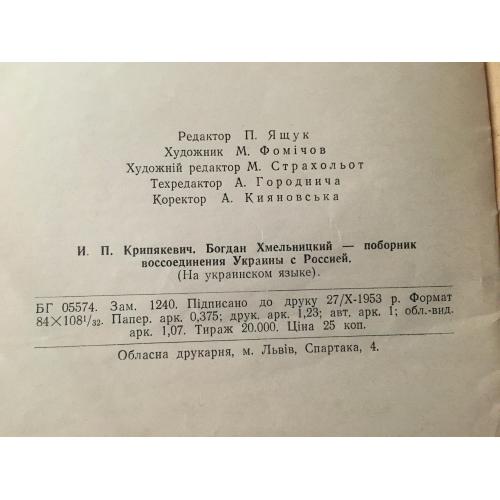 Редактор П. Ящук
Художник М. Фомічов
Художній редактор М. Страхольот
Техредактор А. Городнича
Коректор А. Кияновська
И. П. Крипякевич. Богдан Хмельницкий — поборник
воссоединения Украины с Россией.
(На украинском языке).
БГ 05574. Зам. 1240. Підписано до друку 27/X-1953 р. Формат
84×108¹/₃₂. Папер. арк. 0,375; друк. арк. 1,23; авт. арк. 1; обл.-вид.
арк. 1,07. Тираж 20.000. Ціна 25 коп.
Обласна друкарня, м. Львів, Спартака, 4.